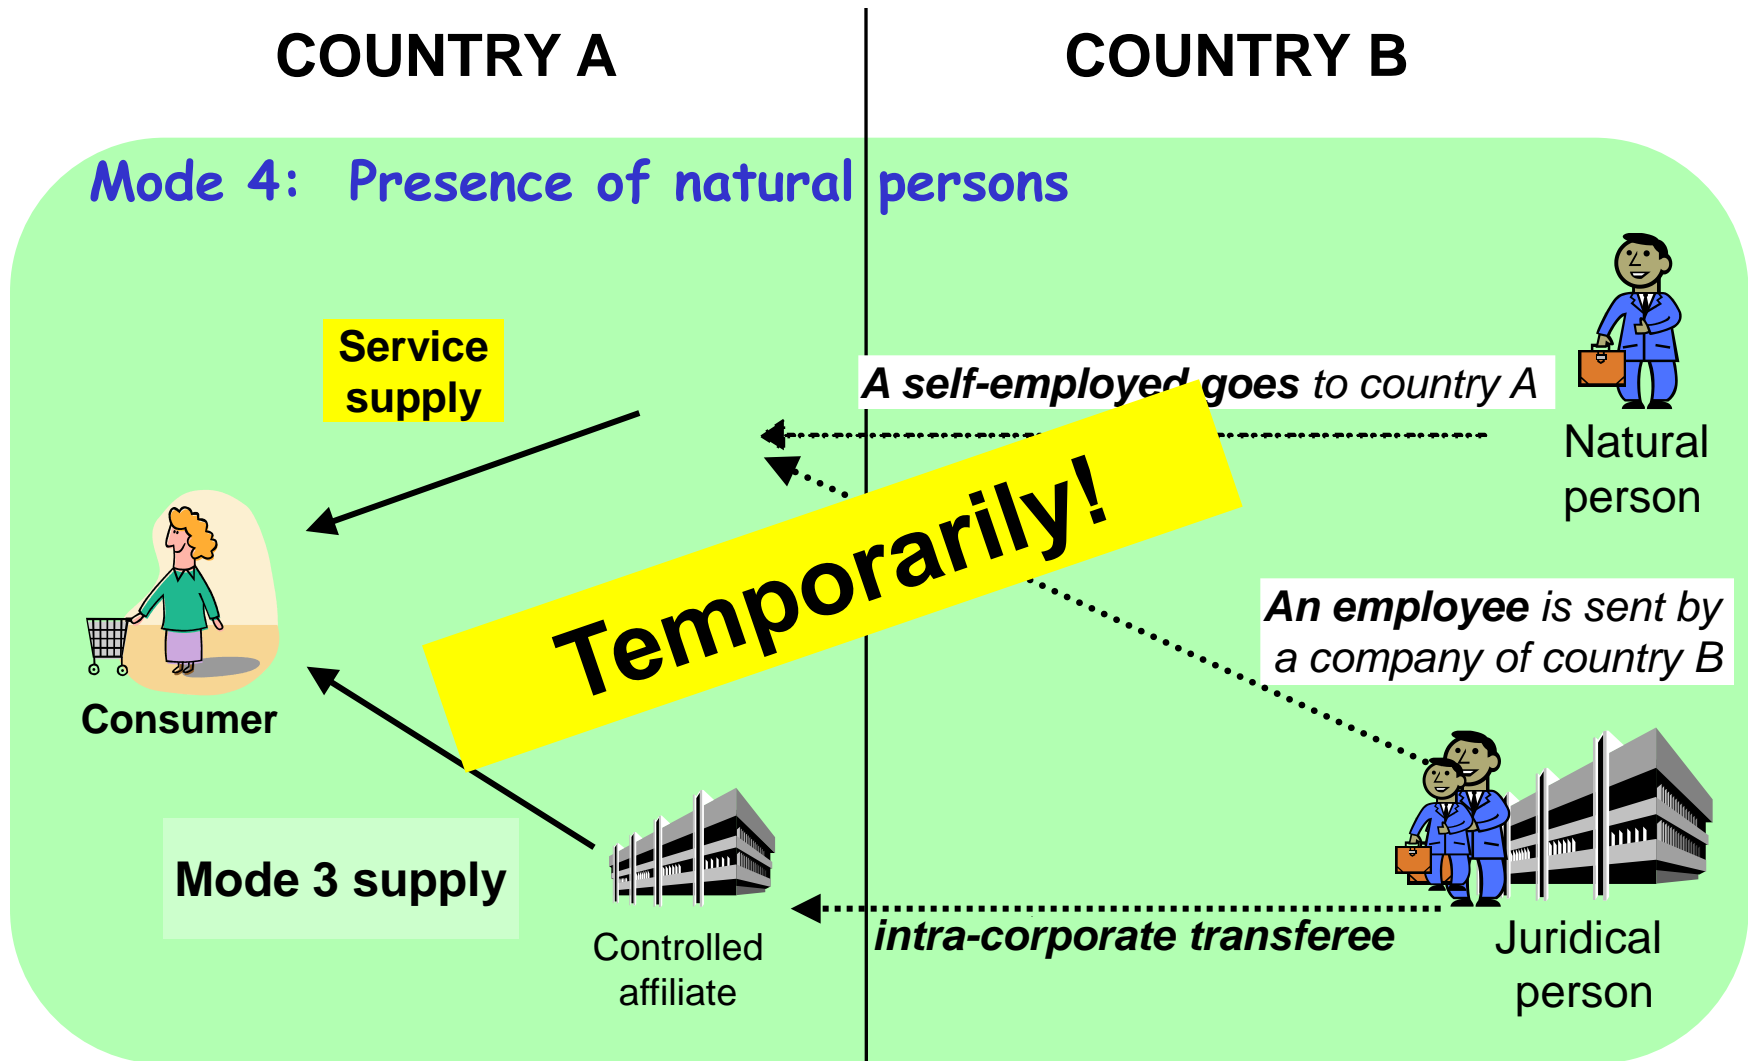 COUNTRY A
COUNTRY B
Mode 4: Presence of natural persons
Service
supply
A self-employed goes to country A
Natural
person
Temporarily!
An employee is sent by
a company of country B
Consumer
Mode 3 supply
Controlled
affiliate
intra-corporate transferee
Juridical
person